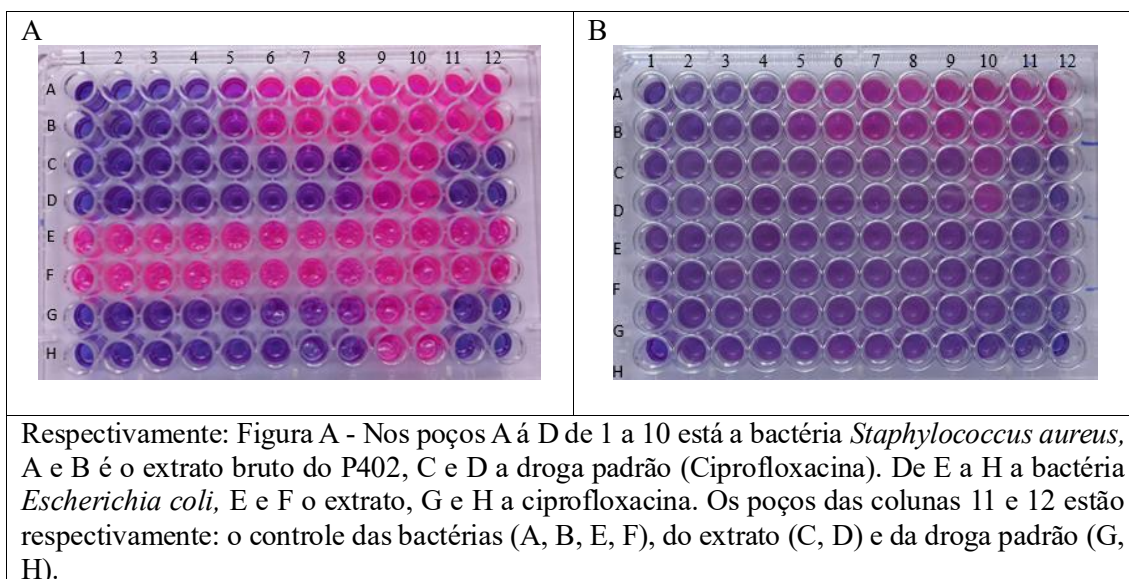 A
1 2 3 4 5 6 7 8 9 10 11 12
A
B
C
D
E
F
G
H
B
1 2 3 4 5 6 7 8 9 10 11 12
A
B
C
D
E
F
G
H
Respectivamente: Figura A - Nos poços A á D de 1 a 10 está a bactéria Staphylococcus aureus,
A e B é o extrato bruto do P402, C e D a droga padrão (Ciprofloxacina). De E a H a bactéria
Escherichia coli, E e F o extrato, G e H a ciprofloxacina. Os poços das colunas 11 e 12 estão
respectivamente: o controle das bactérias (A, B, E, F), do extrato (C, D) e da droga padrão (G,
H).